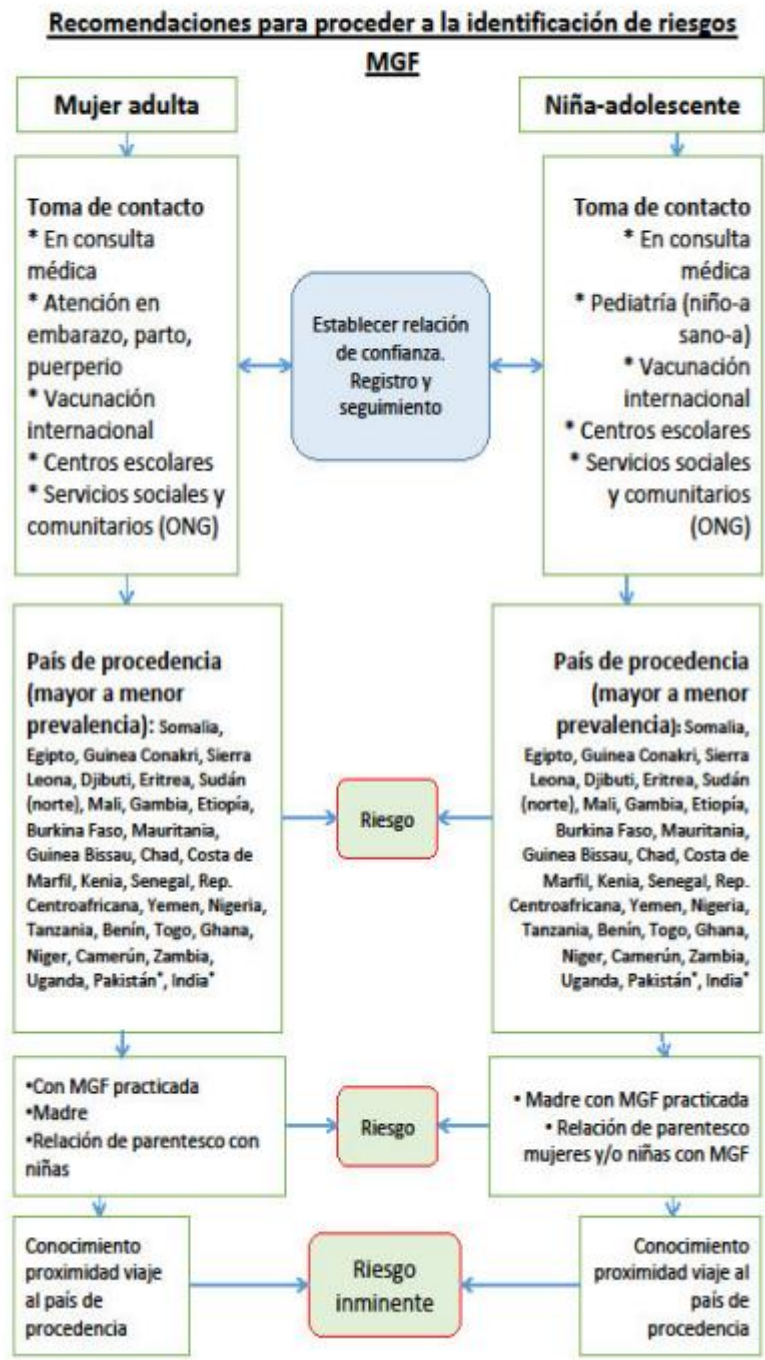 Recomendaciones para proceder a la identificación de riesgos
MGF
Mujer adulta
Niña-adolescente
Toma de contacto
* En consulta
médica
* Atención en
embarazo, parto,
puerperio
* Vacunación
internacional
* Centros escolares
* Servicios sociales y
comunitarios (ONG)
Establecer relación
de confianza.
Registro y
seguimiento
Toma de contacto
* En consulta
médica
* Pediatría (niño-a
sano-a)
* Vacunación
internacional
* Centros escolares
* Servicios sociales
y comunitarios
(ONG)
País de procedencia
(mayor a menor
prevalencia): Somalia,
Egipto, Guinea Conakri, Sierra
Leona, Djibuti, Eritrea, Sudán
(norte), Mali, Gambia, Etiopía,
Burkina Faso, Mauritania,
Guinea Bissau, Chad, Costa de
Marfil, Kenia, Senegal, Rep.
Centroafricana, Yemen, Nigeria,
Tanzania, Benín, Togo, Ghana,
Niger, Camerún, Zambia,
Uganda, Pakistán*, India*
Riesgo
País de procedencia
(mayor a menor
prevalencia): Somalia,
Egipto, Guinea Conakri, Sierra
Leona, Djibuti, Eritrea, Sudán
(norte), Mali, Gambia, Etiopía,
Burkina Faso, Mauritania,
Guinea Bissau, Chad, Costa de
Marfil, Kenia, Senegal, Rep.
Centroafricana, Yemen, Nigeria,
Tanzania, Benín, Togo, Ghana,
Niger, Camerún, Zambia,
Uganda, Pakistán*, India*
•Con MGF practicada
•Madre
•Relación de parentesco con
niñas
Riesgo
• Madre con MGF practicada
• Relación de parentesco
mujeres y/o niñas con MGF
Conocimiento
proximidad viaje
al país de
procedencia
Riesgo
inminente
Conocimiento
proximidad viaje al
país de
procedencia